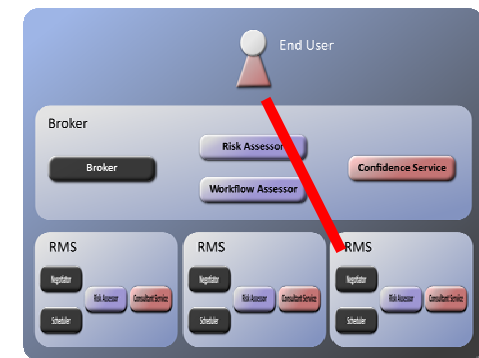 End User
Broker
Risk Assessor
Broker
Confidence Service
Workflow Assessor
RMS
RMS
RMS
Negotiator
Risk Assessor
Consultant Service
Scheduler
Negotiator
Risk Assessor
Consultant Service
Scheduler
Negotiator
Risk Assessor
Consultant Service
Scheduler